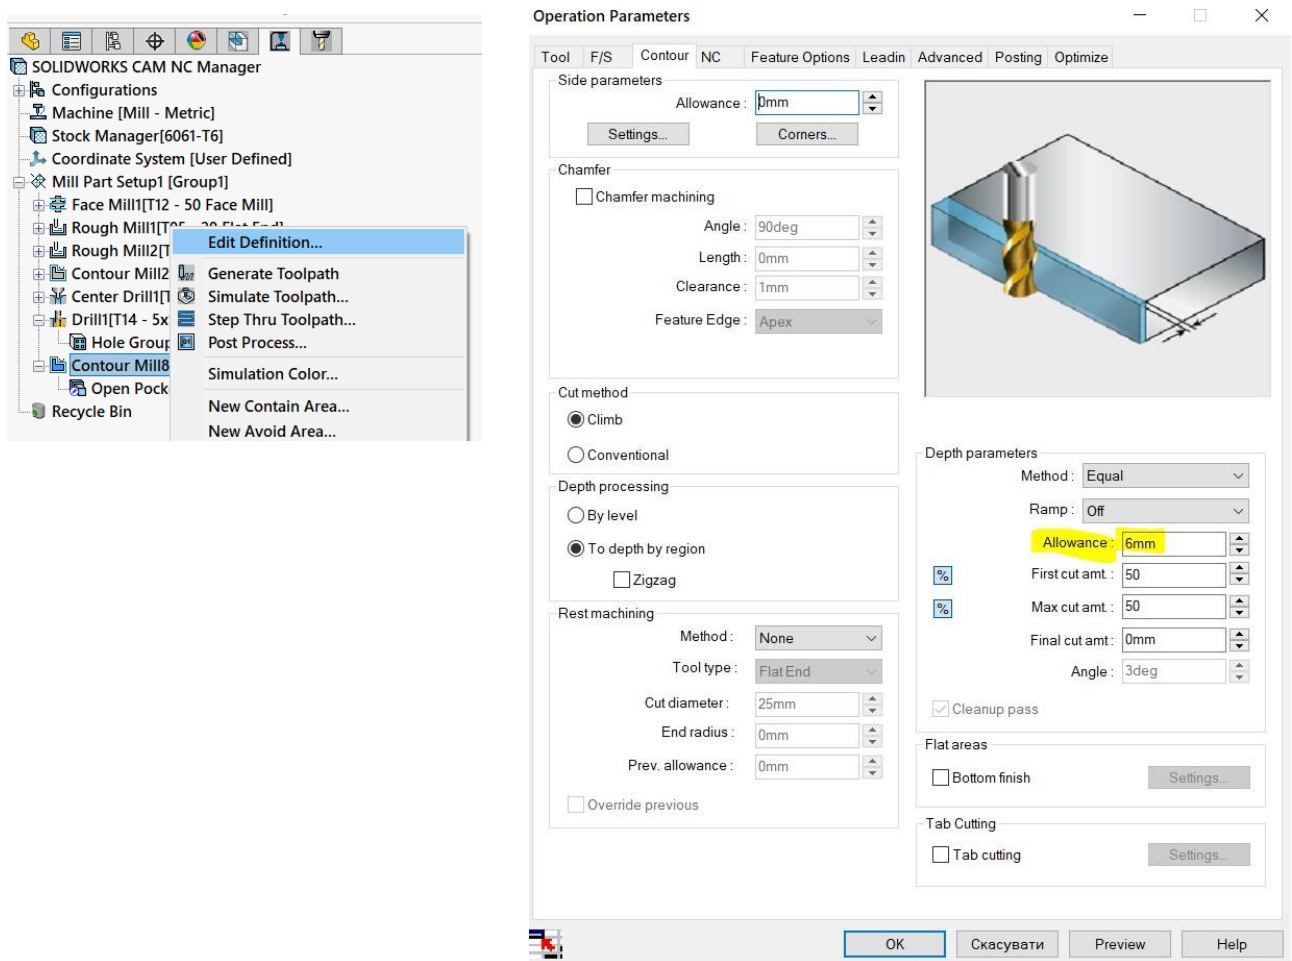 SOLIDWORKS CAM NC Manager
Configurations
Machine [Mill - Metric]
Stock Manager[6061-T6]
Coordinate System [User Defined]
Mill Part Setup1 [Group1]
Face Mill1[T12 - 50 Face Mill]
Rough Mill1[T05 - 20 Flat End]
Rough Mill2[T
Contour Mill2
Center Drill1[T
Drill1[T14 - 5x
Hole Group
Contour Mill8
Open Pock
Recycle Bin
Edit Definition...
Generate Toolpath
Simulate Toolpath...
Step Thru Toolpath...
Post Process...
Simulation Color...
New Contain Area...
New Avoid Area...
Operation Parameters
Tool F/S Contour NC Feature Options Leadin Advanced Posting Optimize
Side parameters
Allowance : 0mm
Settings... Corners...
Chamfer
Chamfer machining
Angle : 90deg
Length : 0mm
Clearance : 1mm
Feature Edge : Apex
Cut method
Climb
Conventional
Depth processing
By level
To depth by region
Zigzag
Rest machining
Method : None
Tool type : Flat End
Cut diameter : 25mm
End radius : 0mm
Prev. allowance : 0mm
Override previous
Depth parameters
Method : Equal
Ramp : Off
Allowance : 6mm
% First cut amt. : 50
% Max cut amt. : 50
Final cut amt : 0mm
Angle : 3deg
Cleanup pass
Flat areas
Bottom finish Settings...
Tab Cutting
Tab cutting Settings...
OK Скасувати Preview Help